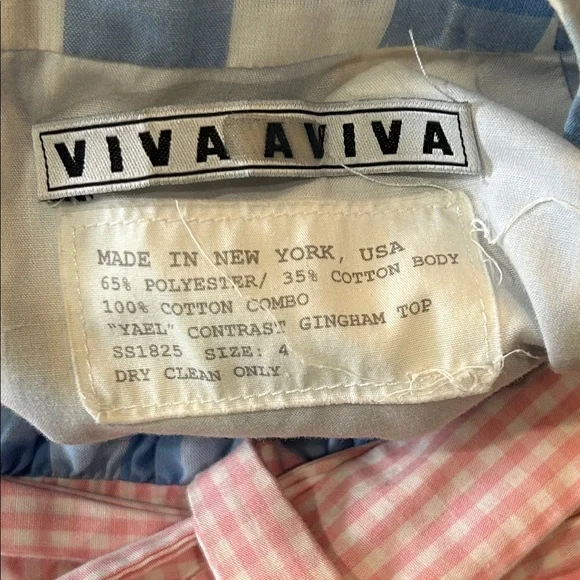 VIVA AVIVA
MADE IN NEW YORK, USA
65% POLYESTER/ 35% COTTON BODY
100% COTTON COMBO
"YAEL" CONTRAST GINGHAM TOP
SS1825 SIZE: 4
DRY CLEAN ONLY